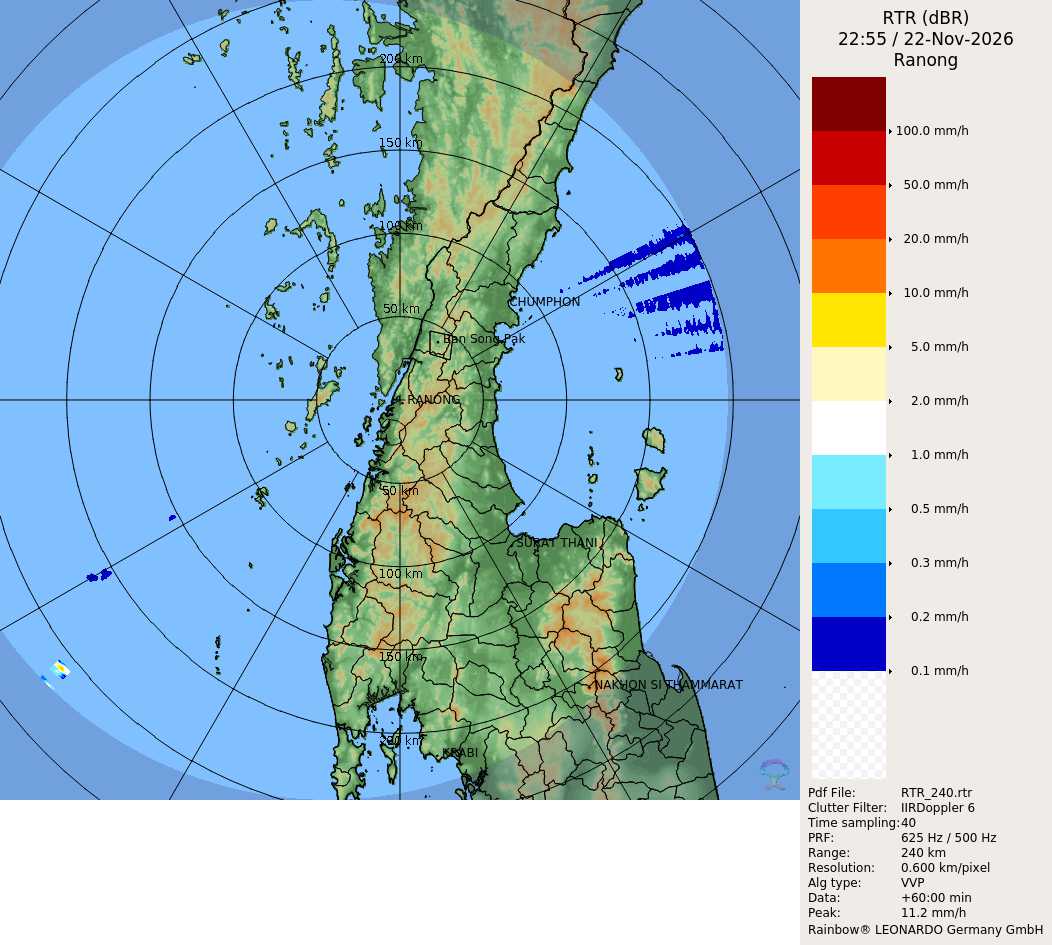 RTR (dBR)
22:55 / 22-Nov-2026
Ranong
100.0 mm/h
50.0 mm/h
20.0 mm/h
10.0 mm/h
5.0 mm/h
2.0 mm/h
1.0 mm/h
0.5 mm/h
0.3 mm/h
0.2 mm/h
0.1 mm/h
200 km
150 km
100 km
50 km
CHUMPHON
Ban Song Pak
RANONG
50 km
SURAT THANI
100 km
150 km
NAKHON SI THAMMARAT
200 km
KRABI
Pdf File: RTR_240.rtr
Clutter Filter: IIRDoppler 6
Time sampling:40
PRF: 625 Hz / 500 Hz
Range: 240 km
Resolution: 0.600 km/pixel
Alg type: VVP
Data: +60:00 min
Peak: 11.2 mm/h
Rainbow® LEONARDO Germany GmbH